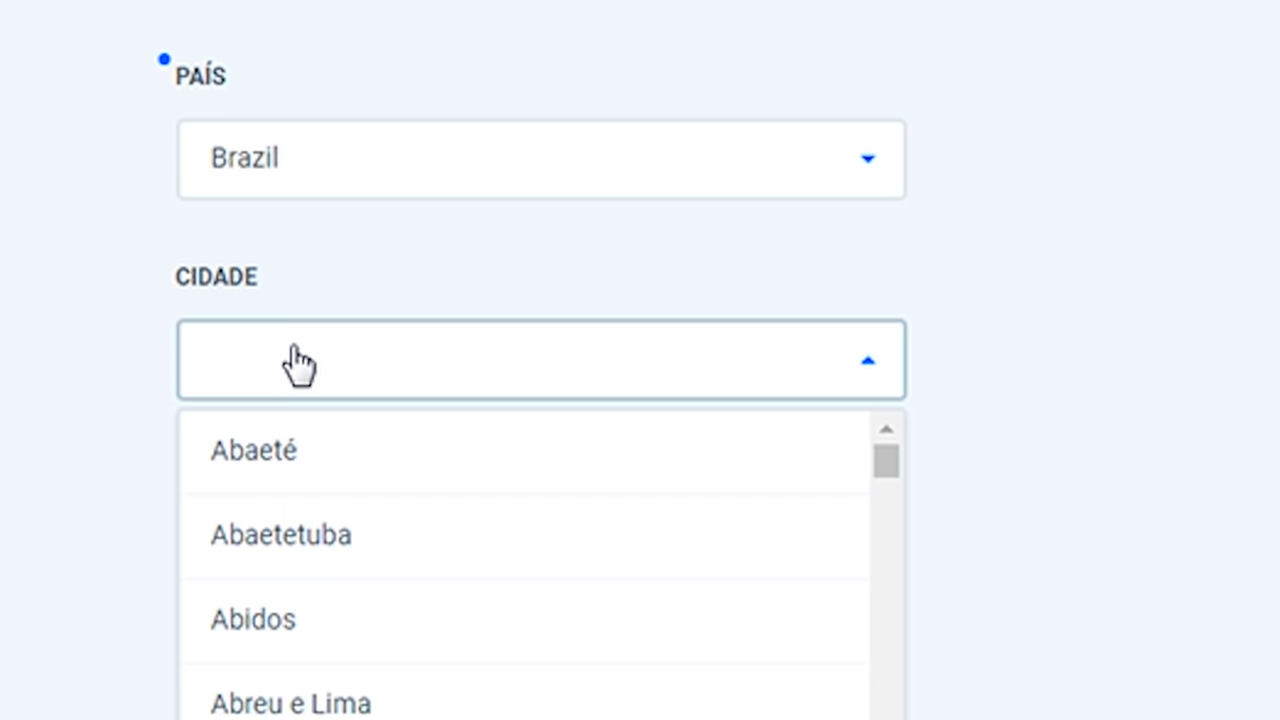 PAÍS
Brazil
CIDADE
Abaeté
Abaetetuba
Abidos
Abreu e Lima